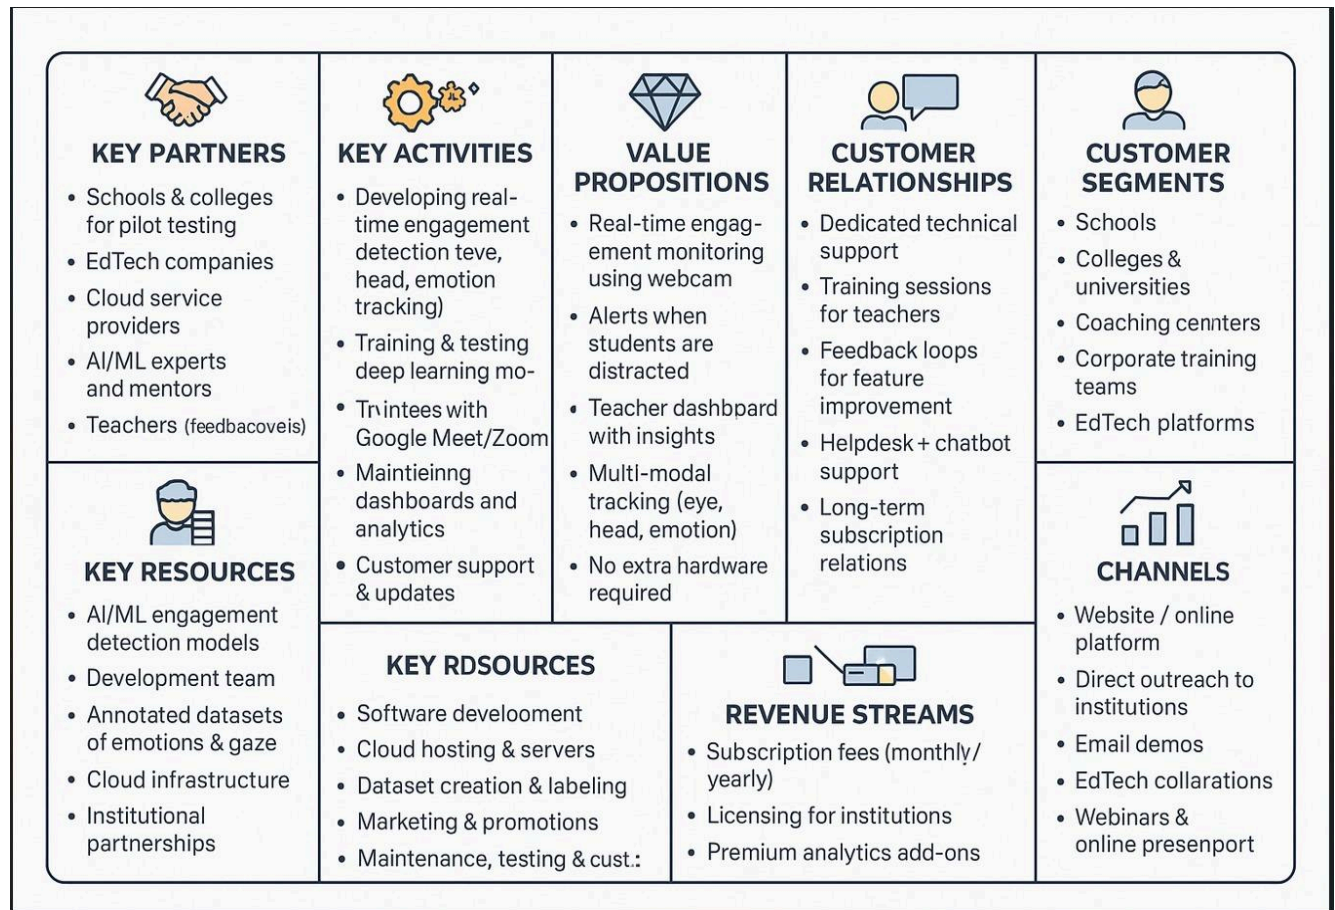 KEY PARTNERS
• Schools & colleges
for pilot testing
• EdTech companies
• Cloud service
providers
• AI/ML experts
and mentors
• Teachers (feedbacoveis)
KEY ACTIVITIES
• Developing real-
time engagement
detection teve,
head, emotion
tracking)
• Training & testing
deep learning mo-
• Trvintees with
Google Meet/Zoom
• Maintieinng
dashboards and
analytics
• Customer support
& updates
VALUE
PROPOSITIONS
• Real-time engag-
ement monitoring
using webcam
• Alerts when
students are
distracted
• Teacher dashbpard
with insights
• Multi-modal
tracking (eye,
head, emotion)
• No extra hardware
required
CUSTOMER
RELATIONSHIPS
• Dedicated technical
support
• Training sessions
for teachers
• Feedback loops
for feature
improvement
• Helpdesk + chatbot
support
• Long-term
subscription
relations
CUSTOMER
SEGMENTS
• Schools
• Colleges &
universities
• Coaching cennters
• Corporate training
teams
• EdTech platforms
KEY RESOURCES
• AI/ML engagement
detection models
• Development team
• Annotated datasets
of emotions & gaze
• Cloud infrastructure
• Institutional
partnerships
KEY RDSOURCES
• Software develooment
• Cloud hosting & servers
• Dataset creation & labeling
• Marketing & promotions
• Maintenance, testing & cust.:
REVENUE STREAMS
• Subscription fees (monthly/
yearly)
• Licensing for institutions
• Premium analytics add-ons
CHANNELS
• Website / online
platform
• Direct outreach to
institutions
• Email demos
• EdTech collarations
• Webinars &
online presenport